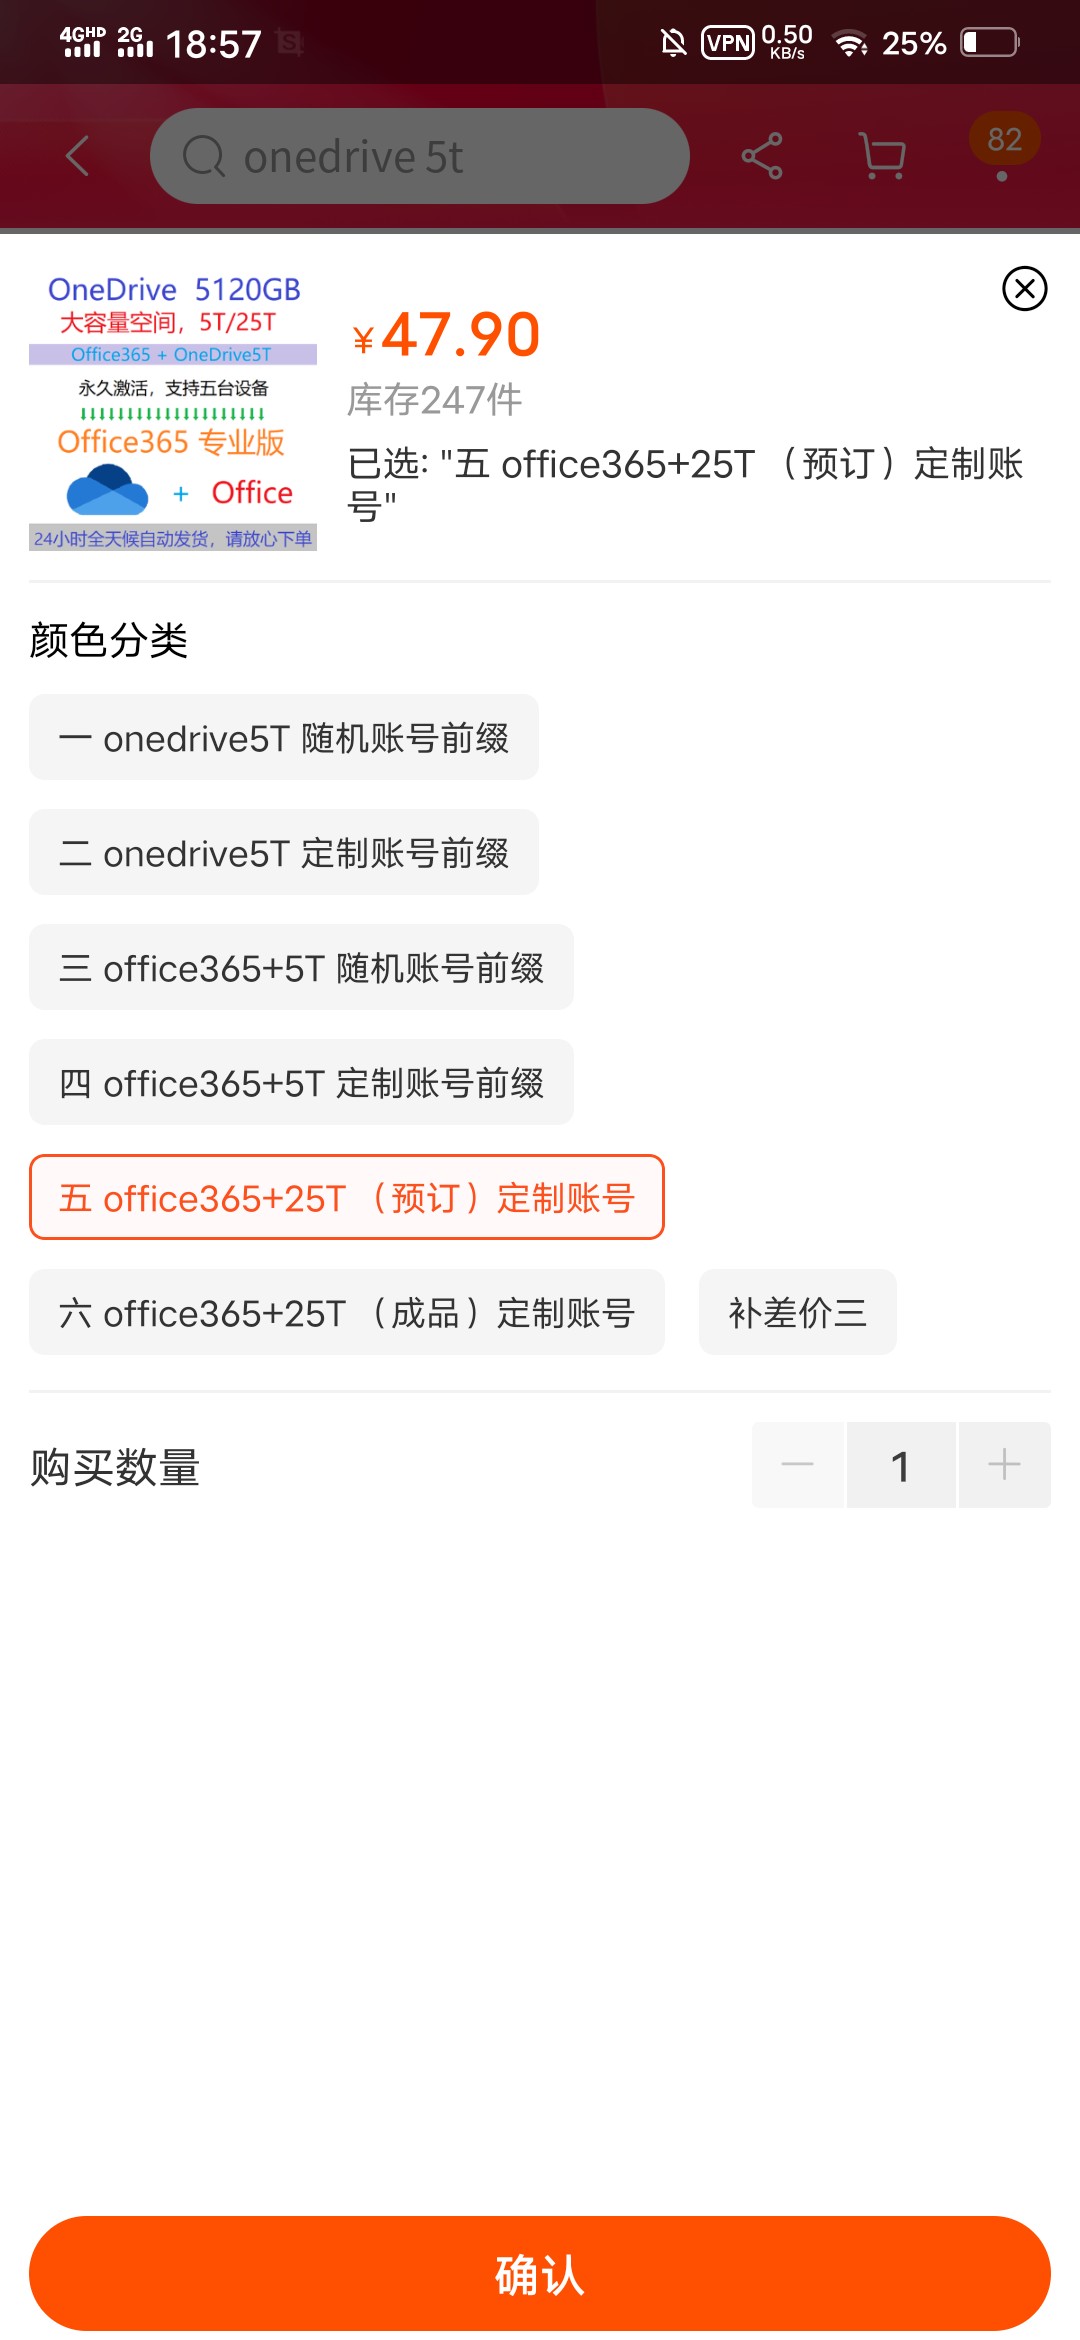 4GHD 2G 18:57 VPN 0.50 KB/s 25%
onedrive 5t
82
OneDrive 5120GB
大容量空间，5T/25T
Office365 + OneDrive5T
永久激活，支持五台设备
Office365 专业版
+ Office
24小时全天候自动发货，请放心下单
¥47.90
库存247件
已选: "五 office365+25T （预订）定制账
号"
颜色分类
一 onedrive5T 随机账号前缀
二 onedrive5T 定制账号前缀
三 office365+5T 随机账号前缀
四 office365+5T 定制账号前缀
五 office365+25T （预订）定制账号
六 office365+25T （成品）定制账号
补差价三
购买数量
1
确认